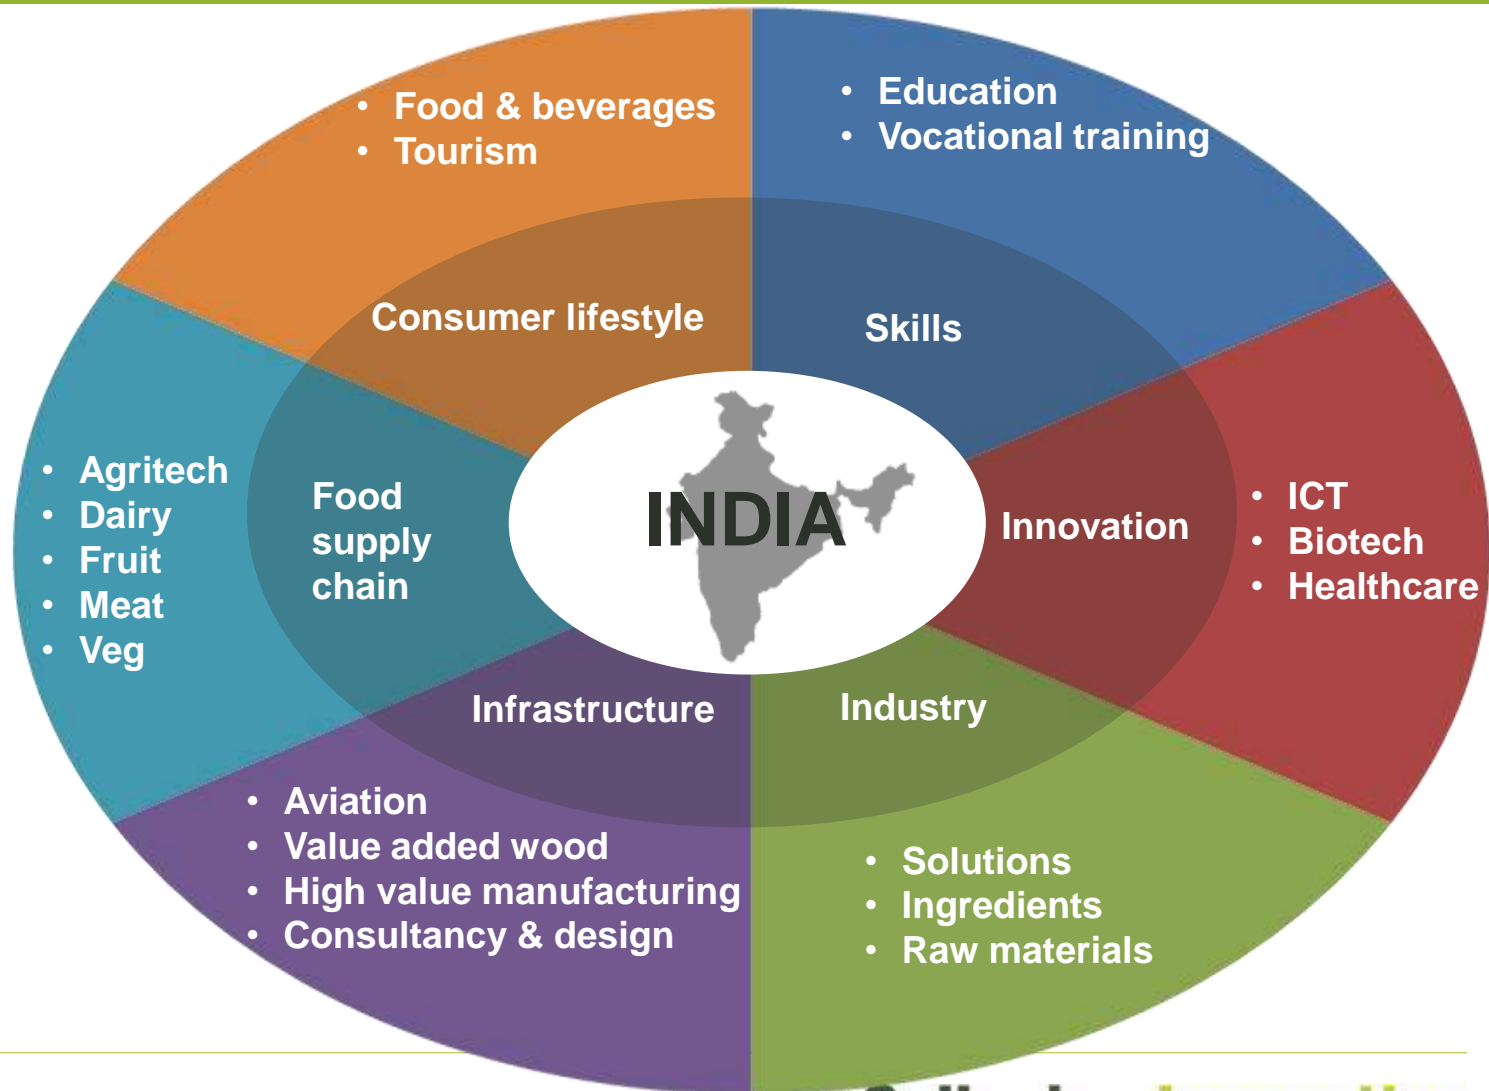 • Food & beverages
• Tourism
Consumer lifestyle
• Education
• Vocational training
Skills
• ICT
• Biotech
• Healthcare
Innovation
• Solutions
• Ingredients
• Raw materials
Industry
• Aviation
• Value added wood
• High value manufacturing
• Consultancy & design
Infrastructure
• Agritech
• Dairy
• Fruit
• Meat
• Veg
Food
supply
chain
INDIA